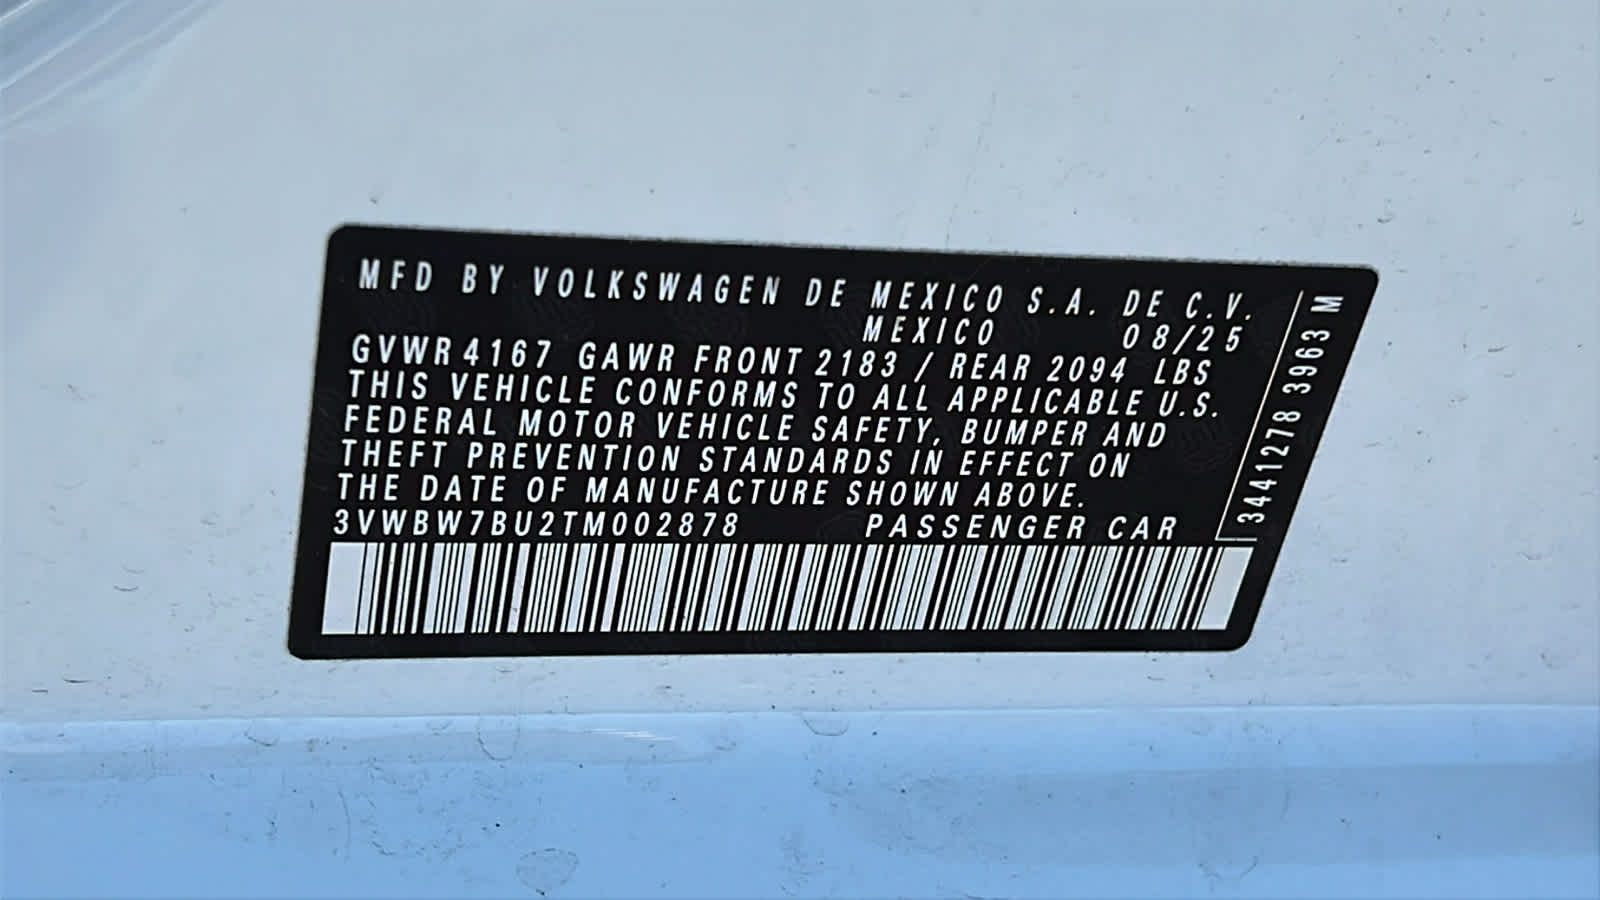 MFD BY VOLKSWAGEN DE MEXICO S.A. DE C.V.
MEXICO 08/25
GVWR 4167 GAWR FRONT 2183 / REAR 2094 LBS
THIS VEHICLE CONFORMS TO ALL APPLICABLE U.S.
FEDERAL MOTOR VEHICLE SAFETY, BUMPER AND
THEFT PREVENTION STANDARDS IN EFFECT ON
THE DATE OF MANUFACTURE SHOWN ABOVE.
3VWBW7BU2TM002878 PASSENGER CAR
3441278 3963 M